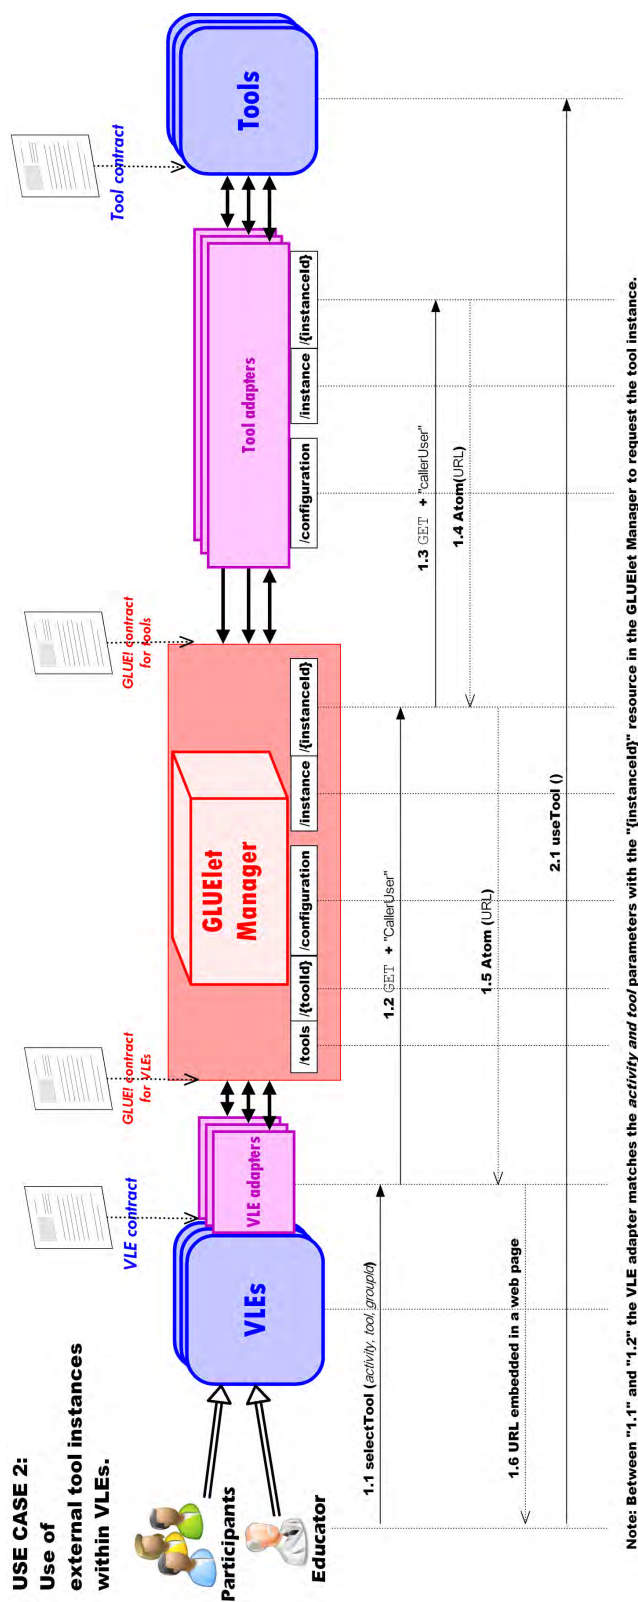 USE CASE 2:
Use of
external tool instances
within VLEs.
Participants
Educator
VLE contract
GLUE! contract
for VLEs
GLUE! contract
for tools
Tool contract
VLEs
VLE adapters
GLUElet
Manager
Tool adapters
Tools
/tools
/{toolId}
/configuration
/instance
/{instanceId}
/configuration
/instance
/{instanceId}
1.1 selectTool (activity, tool, groupId)
1.2 GET + "CallerUser"
1.3 GET + "callerUser"
1.4 Atom(URL)
1.5 Atom (URL)
1.6 URL embedded in a web page
2.1 useTool ()
Note: Between "1.1" and "1.2" the VLE adapter matches the activity and tool parameters with the "{instanceId}" resource in the GLUElet Manager to request the tool instance.